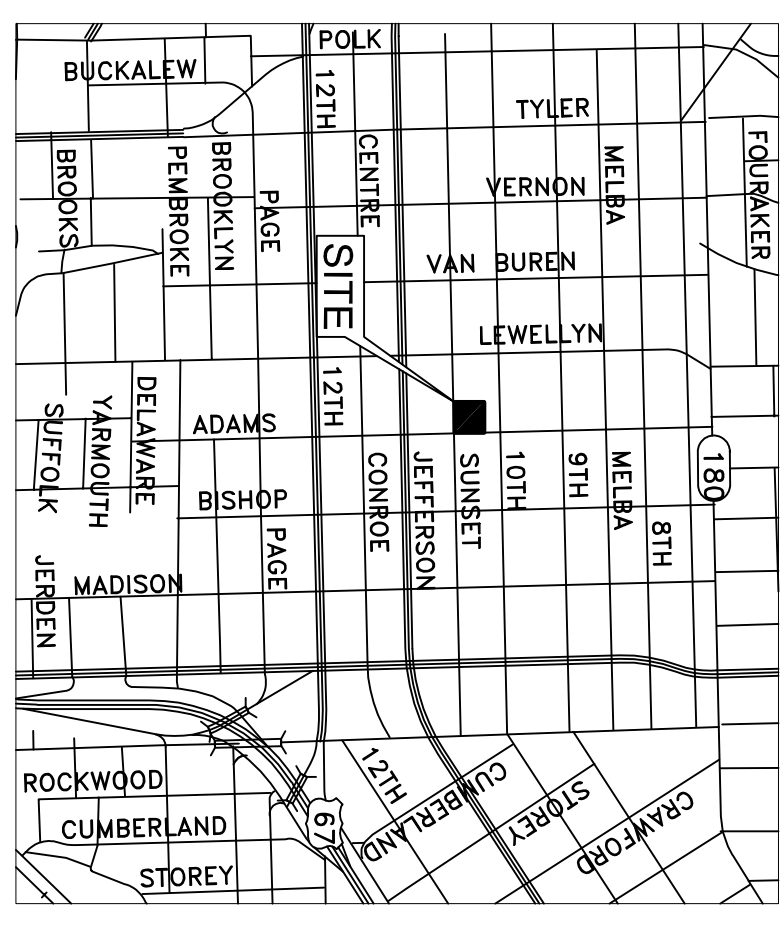 POLK
BUCKALEW
12TH
TYLER
CENTRE
BROOKS
PEMBROKE
BROOKLYN
PAGE
MELBA
FOURAKER
VERNON
SITE
VAN BUREN
LEWELLYN
12TH
DELAWARE
YARMOUTH
SUFFOLK
ADAMS
CONROE
JEFFERSON
SUNSET
10TH
9TH
MELBA
180
BISHOP
PAGE
8TH
JERDEN
MADISON
ROCKWOOD
12TH
CUMBERLAND
STOREY
CRAWFORD
67
CUMBERLAND
STOREY